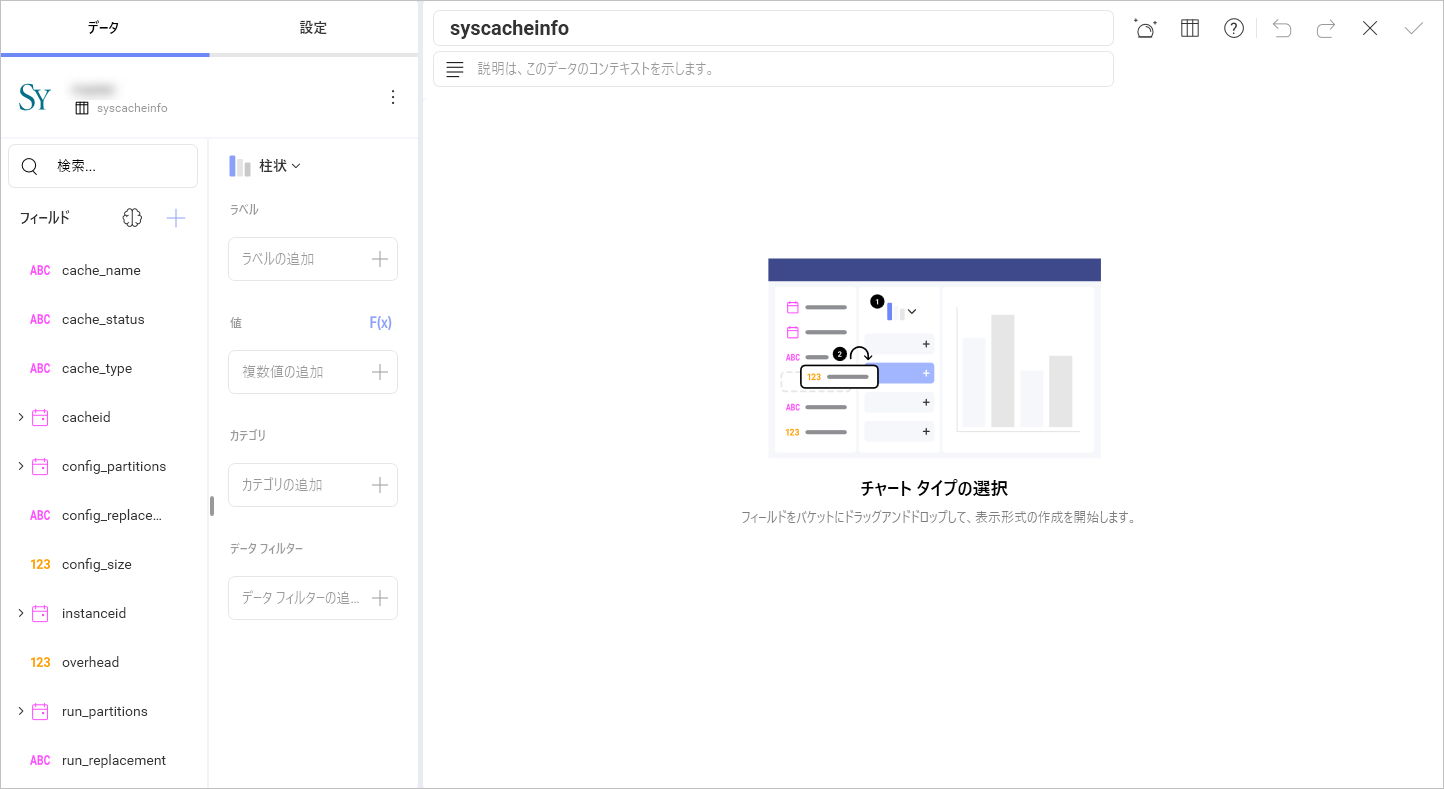 データ
設定
SY
syscacheinfo
検索...
フィールド
ABC cache_name
ABC cache_status
ABC cache_type
cacheid
config_partitions
ABC config_replace...
123 config_size
instanceid
123 overhead
run_partitions
ABC run_replacement
柱状
ラベル
ラベルの追加
値
F(x)
複数値の追加
カテゴリ
カテゴリの追加
データ フィルター
データ フィルターの追...
syscacheinfo
説明は、このデータのコンテキストを示します。
1
ABC
2
123
ABC
123
チャート タイプの選択
フィールドをバケットにドラッグアンドドロップして、表示形式の作成を開始します。